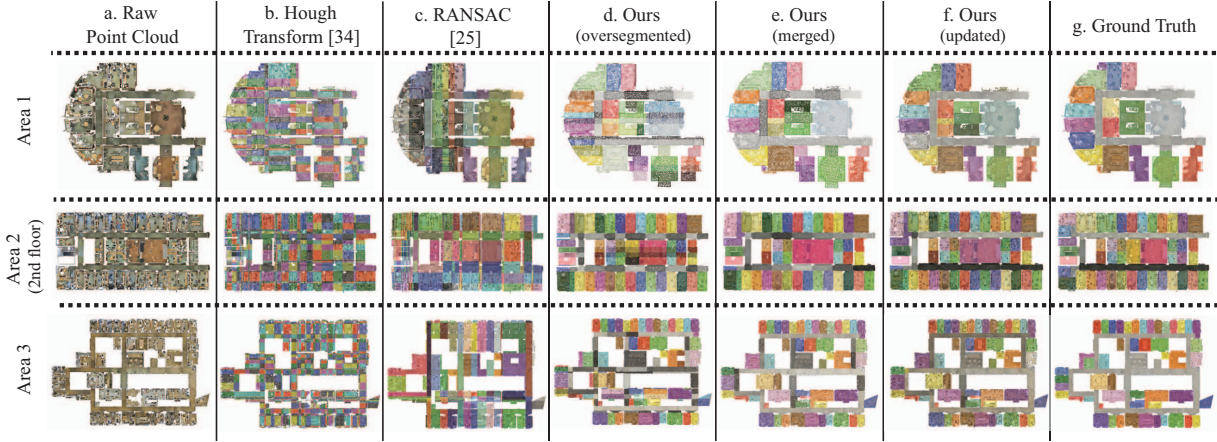 a. Raw
Point Cloud
b. Hough
Transform [34]
c. RANSAC
[25]
d. Ours
(oversegmented)
e. Ours
(merged)
f. Ours
(updated)
g. Ground Truth
Area 1
Area 2
(2nd floor)
Area 3